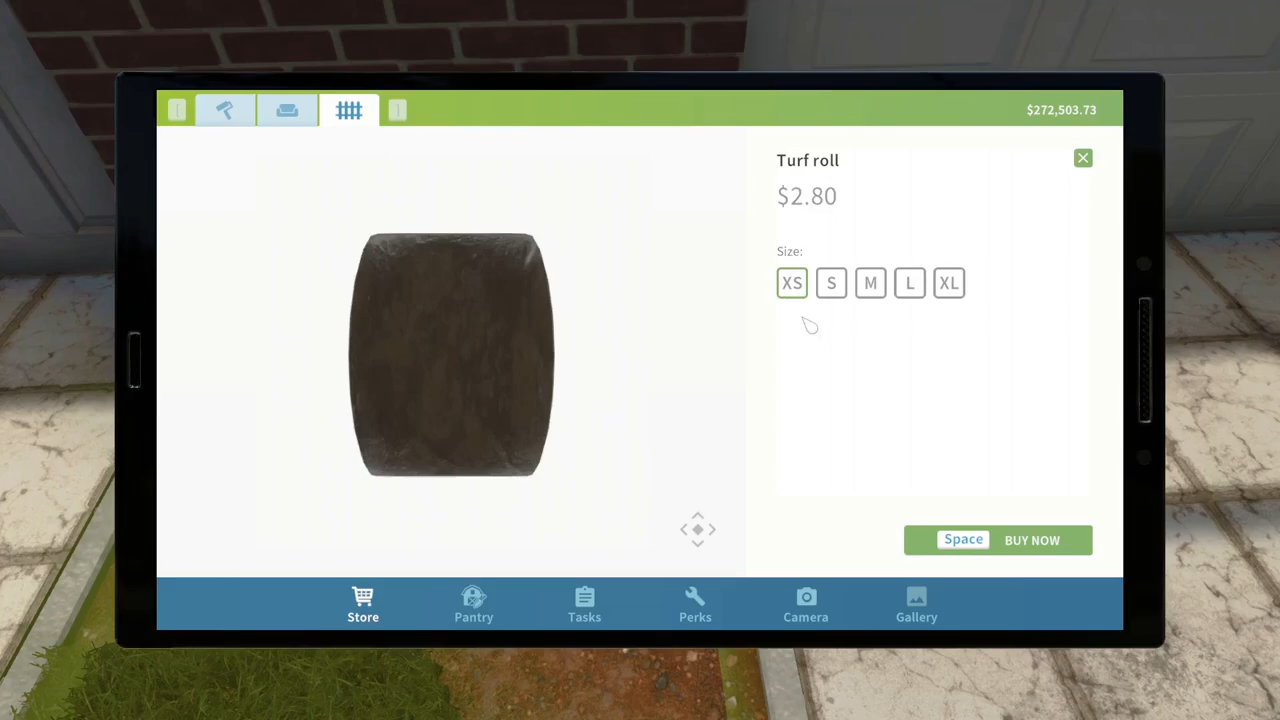 $272,503.73
Turf roll
$2.80
Size:
XS S M L XL
Space BUY NOW
Store Pantry Tasks Perks Camera Gallery